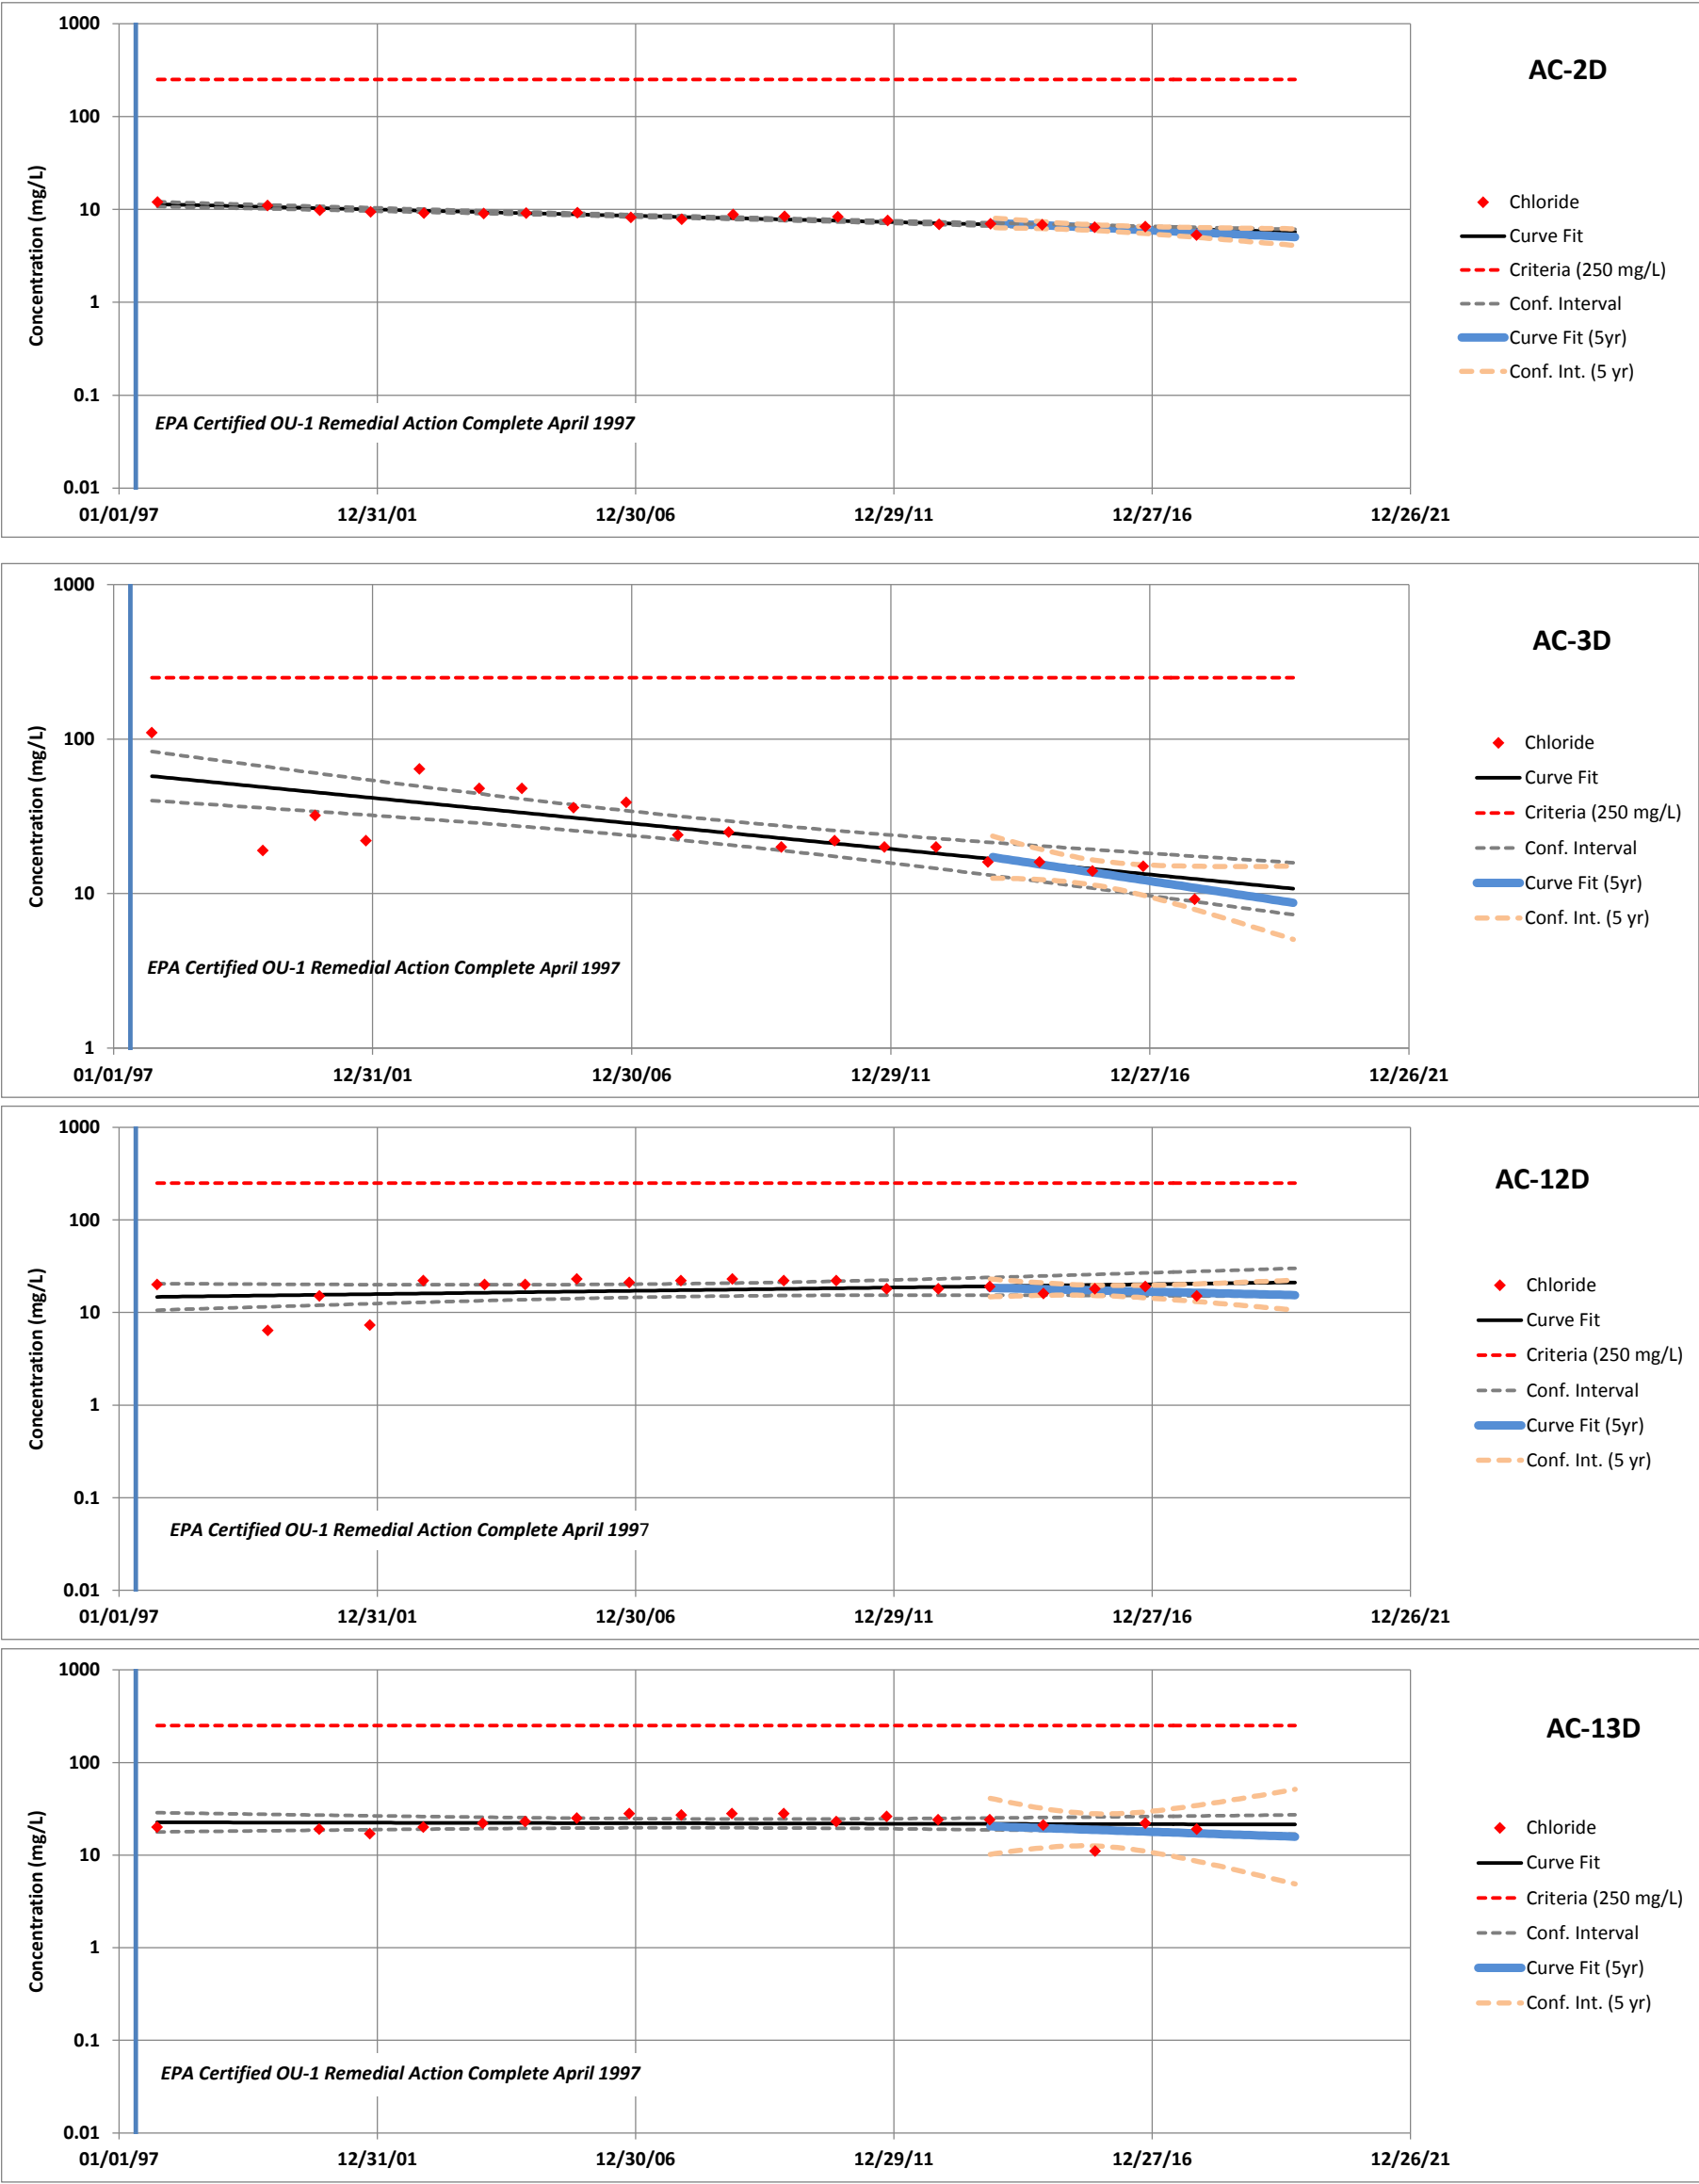 AC-2D
1000
100
10
1
0.1
0.01
Concentration (mg/L)
EPA Certified OU-1 Remedial Action Complete April 1997
01/01/97 12/31/01 12/30/06 12/29/11 12/27/16 12/26/21
Chloride
Curve Fit
Criteria (250 mg/L)
Conf. Interval
Curve Fit (5yr)
Conf. Int. (5 yr)
AC-3D
1000
100
10
1
Concentration (mg/L)
EPA Certified OU-1 Remedial Action Complete April 1997
01/01/97 12/31/01 12/30/06 12/29/11 12/27/16 12/26/21
Chloride
Curve Fit
Criteria (250 mg/L)
Conf. Interval
Curve Fit (5yr)
Conf. Int. (5 yr)
AC-12D
1000
100
10
1
0.1
0.01
Concentration (mg/L)
EPA Certified OU-1 Remedial Action Complete April 1997
01/01/97 12/31/01 12/30/06 12/29/11 12/27/16 12/26/21
Chloride
Curve Fit
Criteria (250 mg/L)
Conf. Interval
Curve Fit (5yr)
Conf. Int. (5 yr)
AC-13D
1000
100
10
1
0.1
0.01
Concentration (mg/L)
EPA Certified OU-1 Remedial Action Complete April 1997
01/01/97 12/31/01 12/30/06 12/29/11 12/27/16 12/26/21
Chloride
Curve Fit
Criteria (250 mg/L)
Conf. Interval
Curve Fit (5yr)
Conf. Int. (5 yr)